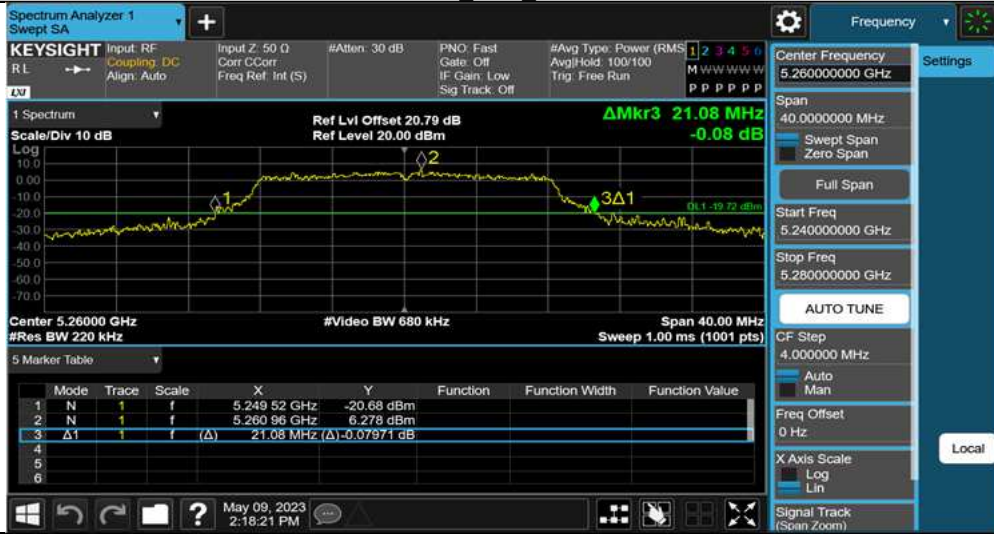 Spectrum Analyzer 1
Swept SA
+
Frequency
KEYSIGHT
RL
LXI
Input: RF
Coupling: DC
Align: Auto
Input Z: 50 Ω
Corr CCorr
Freq Ref: Int (S)
#Atten: 30 dB
PNO: Fast
Gate: Off
IF Gain: Low
Sig Track: Off
#Avg Type: Power (RMS
Avg|Hold: 100/100
Trig: Free Run
1 2 3 4 5 6
M W W W W W
P P P P P P
Center Frequency
5.260000000 GHz
Settings
1 Spectrum
Scale/Div 10 dB
Ref Lvl Offset 20.79 dB
Ref Level 20.00 dBm
ΔMkr3 21.08 MHz
-0.08 dB
Log
10.0
0.00
-10.0
-20.0
-30.0
-40.0
-50.0
-60.0
-70.0
1
2
3Δ1
DL1 -19.72 dBm
Center 5.26000 GHz
#Res BW 220 kHz
#Video BW 680 kHz
Span 40.00 MHz
Sweep 1.00 ms (1001 pts)
Span
40.0000000 MHz
Swept Span
Zero Span
Full Span
Start Freq
5.240000000 GHz
Stop Freq
5.280000000 GHz
AUTO TUNE
CF Step
4.000000 MHz
Auto
Man
Freq Offset
0 Hz
X Axis Scale
Log
Lin
Signal Track
(Span Zoom)
Local
5 Marker Table
Mode Trace Scale X Y Function Function Width Function Value
1 N 1 f 5.249 52 GHz -20.68 dBm
2 N 1 f 5.260 96 GHz 6.278 dBm
3 Δ1 1 f (Δ) 21.08 MHz (Δ) -0.07971 dB
4
5
6
?
May 09, 2023
2:18:21 PM